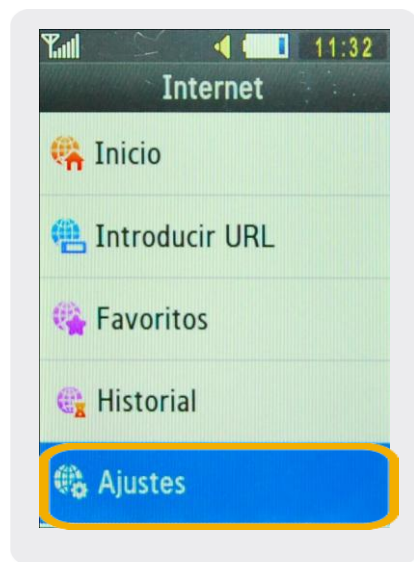 11:32
Internet
Inicio
Introducir URL
Favoritos
Historial
Ajustes